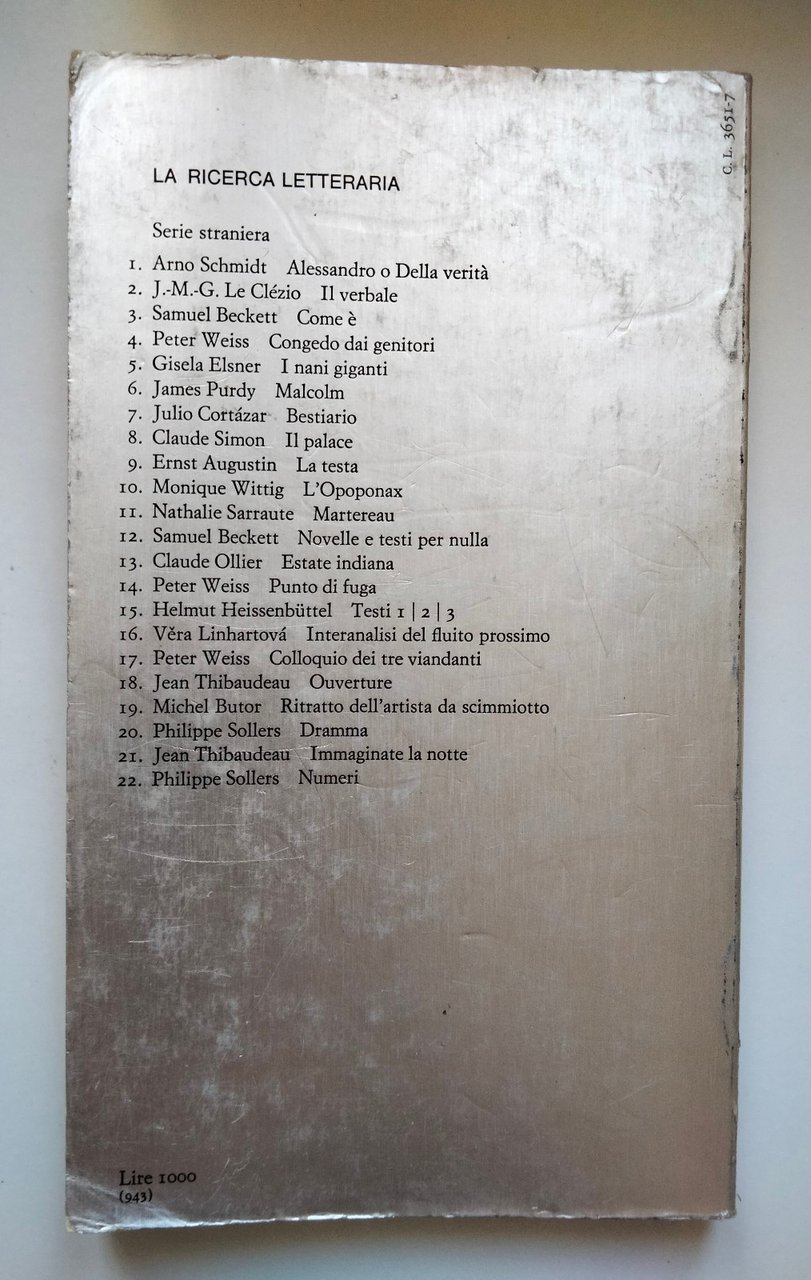 C. L. 3651-7
LA RICERCA LETTERARIA
Serie straniera
1. Arno Schmidt Alessandro o Della verità
2. J.-M.-G. Le Clézio Il verbale
3. Samuel Beckett Come è
4. Peter Weiss Congedo dai genitori
5. Gisela Elsner I nani giganti
6. James Purdy Malcolm
7. Julio Cortázar Bestiario
8. Claude Simon Il palace
9. Ernst Augustin La testa
10. Monique Wittig L'Opoponax
11. Nathalie Sarraute Martereau
12. Samuel Beckett Novelle e testi per nulla
13. Claude Ollier Estate indiana
14. Peter Weiss Punto di fuga
15. Helmut Heissenbüttel Testi 1 | 2 | 3
16. Věra Linhartová Interanalisi del fluito prossimo
17. Peter Weiss Colloquio dei tre viandanti
18. Jean Thibaudeau Ouverture
19. Michel Butor Ritratto dell'artista da scimmiotto
20. Philippe Sollers Dramma
21. Jean Thibaudeau Immaginate la notte
22. Philippe Sollers Numeri
Lire 1000
(943)